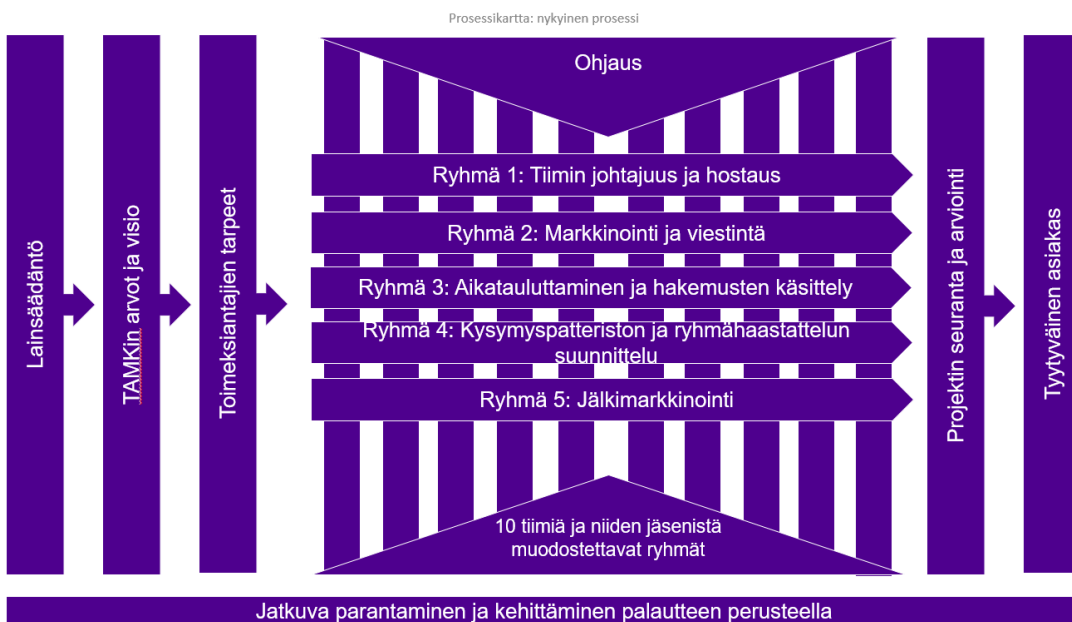 Prosessikartta: nykyinen prosessi
Lainsäädäntö
TAMKin arvot ja visio
Toimeksiantajien tarpeet
Ohjaus
Ryhmä 1: Tiimin johtajuus ja hostaus
Ryhmä 2: Markkinointi ja viestintä
Ryhmä 3: Aikatauluttaminen ja hakemusten käsittely
Ryhmä 4: Kysymyspatteriston ja ryhmähaastattelun
suunnittelu
Ryhmä 5: Jälkimarkkinointi
10 tiimiä ja niiden jäsenistä
muodostettavat ryhmät
Projektin seuranta ja arviointi
Tyytyväinen asiakas
Jatkuva parantaminen ja kehittäminen palautteen perusteella